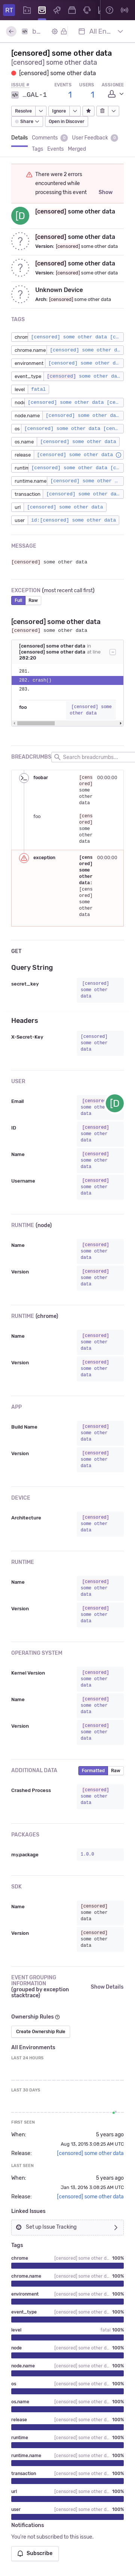 RT
b...
All En...
[censored] some other data
[censored] some other data
[censored] some other data
ISSUE #
EVENTS
USERS
ASSIGNEE
...GAL-1
1
1
Resolve
Ignore
Share
Open in Discover
Details
Comments 0
User Feedback 0
Tags
Events
Merged
There were 2 errors encountered while processing this event
Show
[censored] some other data
[censored] some other data
Version: [censored] some other data
[censored] some other data
Version: [censored] some other data
Unknown Device
Arch: [censored] some other data
TAGS
chrome [censored] some other data [c...
chrome.name [censored] some other d...
environment [censored] some other d...
event_type [censored] some other da...
level fatal
node [censored] some other data [ce...
node.name [censored] some other da...
os [censored] some other data [cen...
os.name [censored] some other data
release [censored] some other data
runtime [censored] some other data [c...
runtime.name [censored] some other ...
transaction [censored] some other data
url [censored] some other data
user id:[censored] some other data
MESSAGE
[censored] some other data
EXCEPTION (most recent call first)
Full
Raw
[censored] some other data
[censored] some other data
[censored] some other data in
[censored] some other data at line
282:20
281.
282. crash()
283.
foo
[censored] some other data
BREADCRUMBS
Search breadcrumbs...
foobar
[censored] some other data
00:00:00
foo
[censored] some other data
exception
[censored] some other data: [censored] some other data
00:00:00
GET
Query String
secret_key
[censored] some other data
Headers
X-Secret-Key
[censored] some other data
USER
Email
[censored] some other data
D
ID
[censored] some other data
Name
[censored] some other data
Username
[censored] some other data
RUNTIME (node)
Name
[censored] some other data
Version
[censored] some other data
RUNTIME (chrome)
Name
[censored] some other data
Version
[censored] some other data
APP
Build Name
[censored] some other data
Version
[censored] some other data
DEVICE
Architecture
[censored] some other data
RUNTIME
Name
[censored] some other data
Version
[censored] some other data
OPERATING SYSTEM
Kernel Version
[censored] some other data
Name
[censored] some other data
Version
[censored] some other data
ADDITIONAL DATA
Formatted
Raw
Crashed Process
[censored] some other data
PACKAGES
my.package
1.0.0
SDK
Name
[censored] some other data
Version
[censored] some other data
EVENT GROUPING INFORMATION (grouped by exception stacktrace)
Show Details
Ownership Rules
Create Ownership Rule
All Environments
LAST 24 HOURS
LAST 30 DAYS
FIRST SEEN
When:
5 years ago
Aug 13, 2015 3:08:25 AM UTC
Release:
[censored] some other data
LAST SEEN
When:
5 years ago
Jan 13, 2016 3:08:25 AM UTC
Release:
[censored] some other data
Linked Issues
Set up Issue Tracking
Tags
chrome [censored] some other d... 100%
chrome.name [censored] some other d... 100%
environment [censored] some other d... 100%
event_type [censored] some other d... 100%
level fatal 100%
node [censored] some other d... 100%
node.name [censored] some other d... 100%
os [censored] some other d... 100%
os.name [censored] some other d... 100%
release [censored] some other d... 100%
runtime [censored] some other d... 100%
runtime.name [censored] some other d... 100%
transaction [censored] some other d... 100%
url [censored] some other d... 100%
user [censored] some other d... 100%
Notifications
You're not subscribed to this issue.
Subscribe